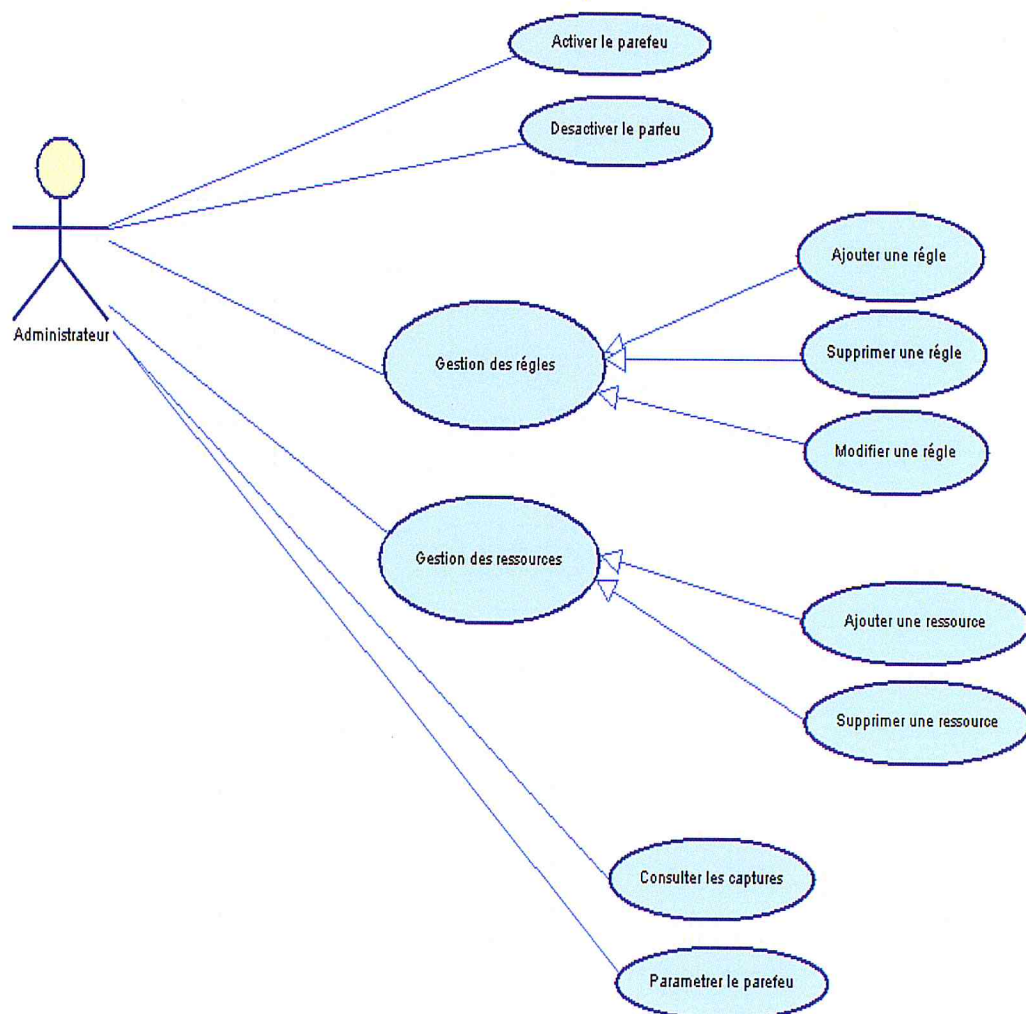 Activer le parefeu
Desactiver le parfeu
Administrateur
Ajouter une régle
Gestion des régles
Supprimer une régle
Modifier une régle
Gestion des ressources
Ajouter une ressource
Supprimer une ressource
Consulter les captures
Parametrer le parefeu